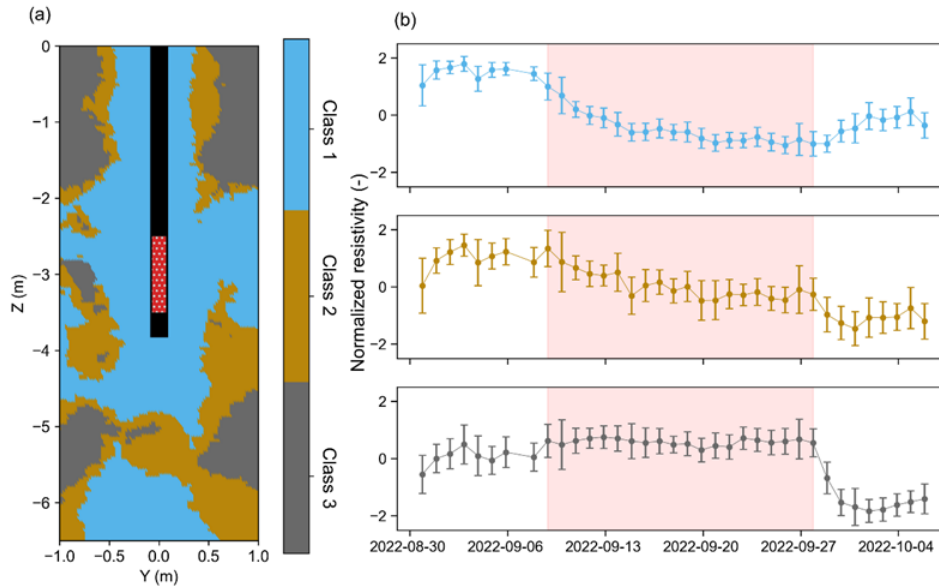 (a)
(b)
0
−1
−2
−3
−4
−5
−6
Z (m)
−1.0 −0.5 0.0 0.5 1.0
Y (m)
Class 1
Class 2
Class 3
Normalized resistivity (-)
2
0
−2
2
0
−2
2
0
−2
2022-08-30 2022-09-06 2022-09-13 2022-09-20 2022-09-27 2022-10-04